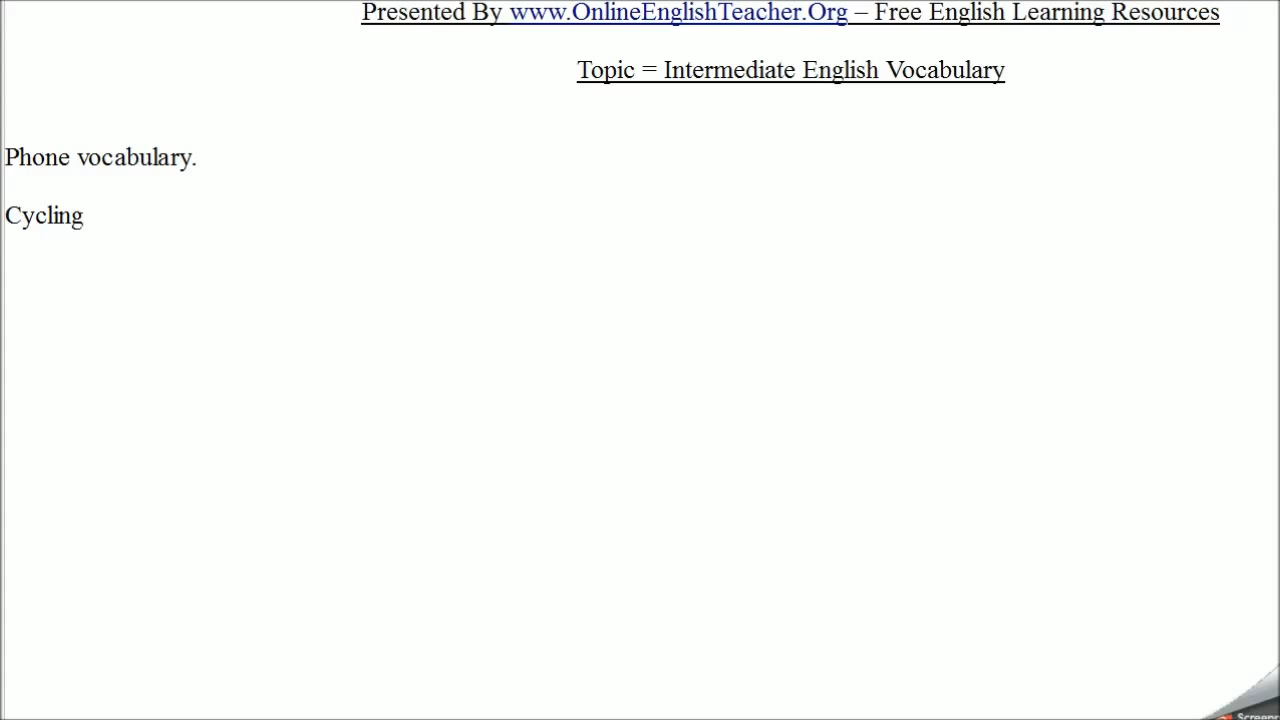 Presented By www.OnlineEnglishTeacher.Org – Free English Learning Resources
Topic = Intermediate English Vocabulary
Phone vocabulary.
Cycling